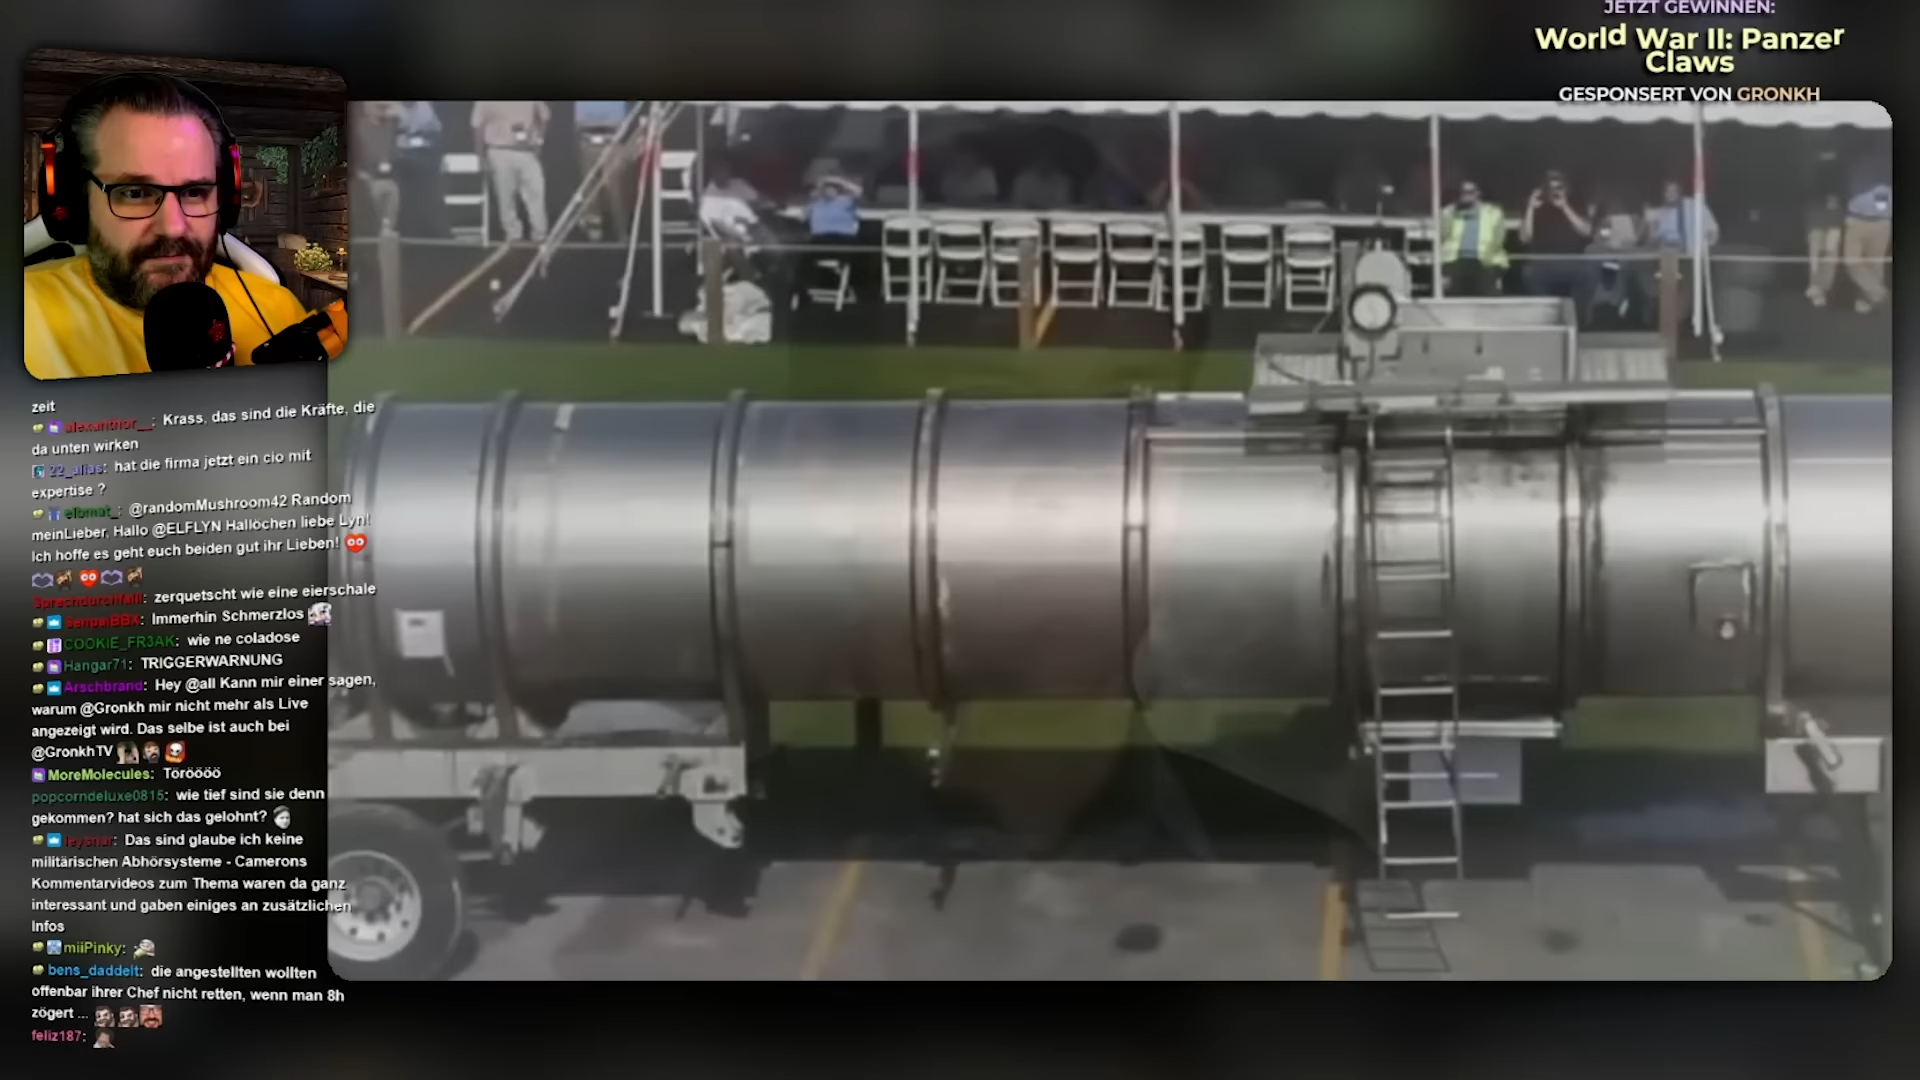 JETZT GEWINNEN:
World War II: Panzer
Claws
GESPONSERT VON GRONKH
zeit
alexanthor__: Krass, das sind die Kräfte, die
da unten wirken
22_alias: hat die firma jetzt ein cio mit
expertise ?
elbmat_: @randomMushroom42 Random
meinLieber, Hallo @ELFLYN Hallöchen liebe Lyn!
Ich hoffe es geht euch beiden gut ihr Lieben!
Sprechdurchfall: zerquetscht wie eine eierschale
SenpaiBBX: Immerhin Schmerzlos
COOKIE_FR3AK: wie ne coladose
Hangar71: TRIGGERWARNUNG
Arschbrand: Hey @all Kann mir einer sagen,
warum @Gronkh mir nicht mehr als Live
angezeigt wird. Das selbe ist auch bei
@GronkhTV
MoreMolecules: Töröööö
popcorndeluxe0815: wie tief sind sie denn
gekommen? hat sich das gelohnt?
leysnar: Das sind glaube ich keine
militärischen Abhörsysteme - Camerons
Kommentarvideos zum Thema waren da ganz
interessant und gaben einiges an zusätzlichen
Infos
miiPinky:
bens_daddelt: die angestellten wollten
offenbar ihrer Chef nicht retten, wenn man 8h
zögert ...
feliz187: